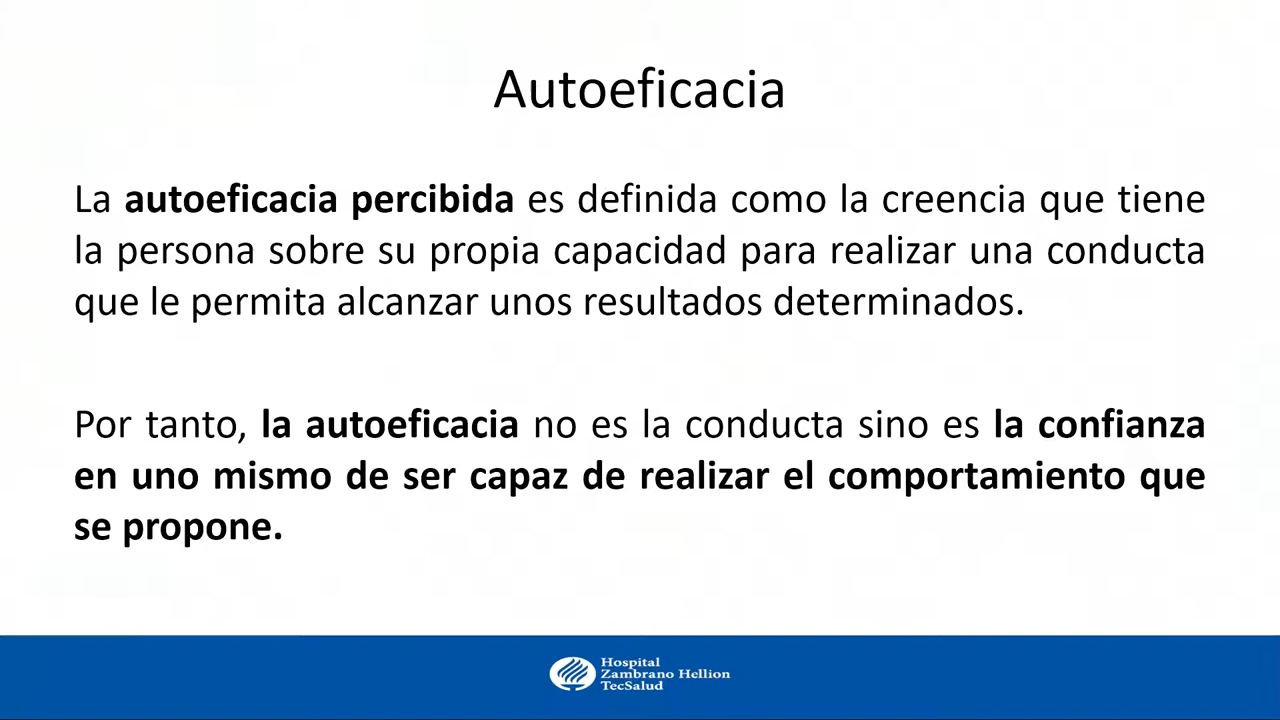 Autoeficacia
La autoeficacia percibida es definida como la creencia que tiene
la persona sobre su propia capacidad para realizar una conducta
que le permita alcanzar unos resultados determinados.
Por tanto, la autoeficacia no es la conducta sino es la confianza
en uno mismo de ser capaz de realizar el comportamiento que
se propone.
Hospital
Zambrano Hellion
TecSalud